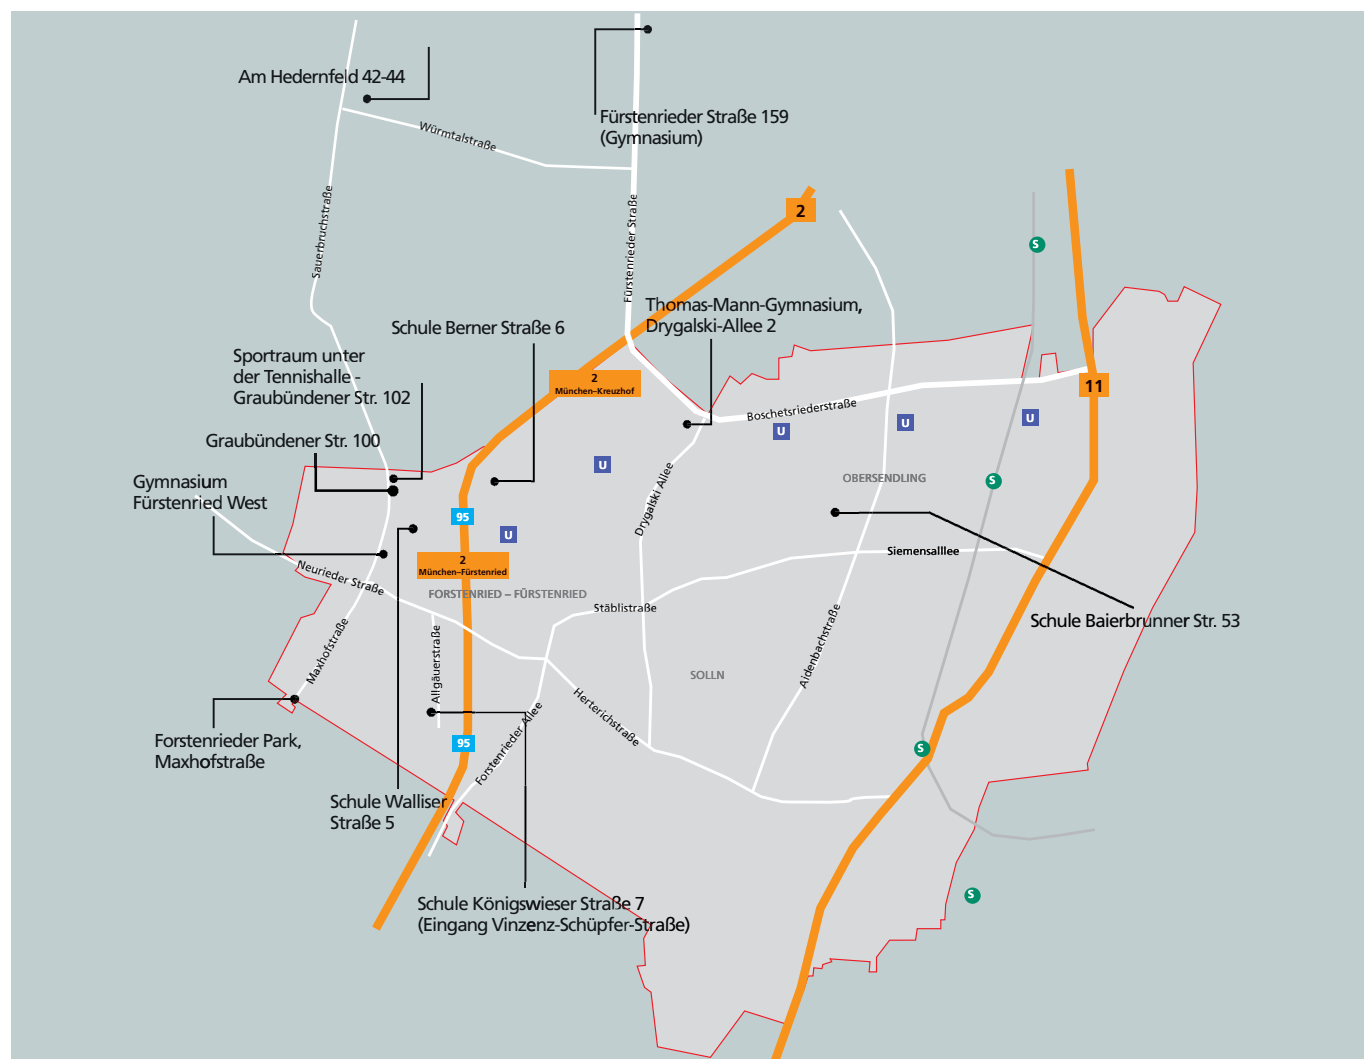 Am Hedernfeld 42-44
Fürstenrieder Straße 159
(Gymnasium)
Würmtalstraße
Sauerbruchstraße
Fürstenrieder Straße
2
S
Thomas-Mann-Gymnasium,
Drygalski-Allee 2
Schule Berner Straße 6
Sportraum unter
der Tennishalle -
Graubündener Str. 102
2
München–Kreuzhof
11
Boschetsriederstraße
U
U
U
Graubündener Str. 100
U
Drygalski Allee
OBERSENDLING
S
Gymnasium
Fürstenried West
95
U
2
München–Fürstenried
Siemensalllee
Neurieder Straße
FORSTENRIED – FÜRSTENRIED
Stäblistraße
Schule Baierbrunner Str. 53
Maxhofstraße
Allgäuerstraße
Aidenbachstraße
SOLLN
Herterichstraße
Forstenrieder Park,
Maxhofstraße
95
Forstenrieder Allee
S
Schule Walliser
Straße 5
S
Schule Königswieser Straße 7
(Eingang Vinzenz-Schüpfer-Straße)